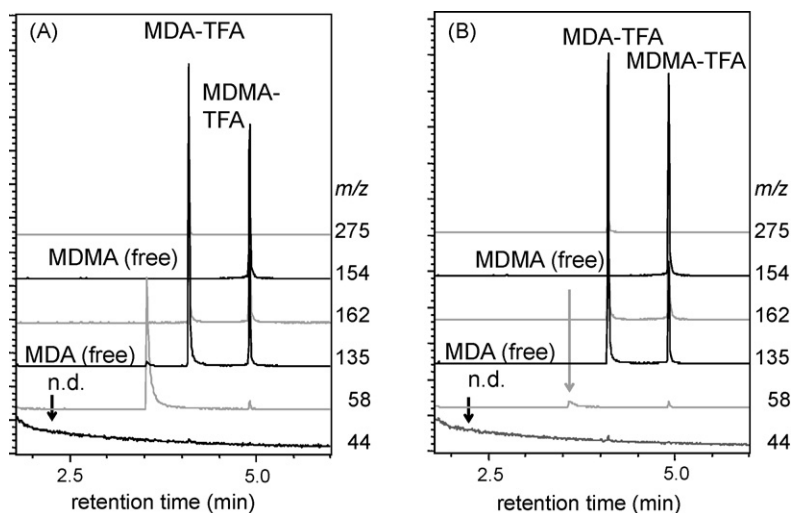 (A)
MDA-TFA
MDMA-
TFA
m/z
275
MDMA (free)
154
162
MDA (free)
135
n.d.
58
44
2.5
5.0
retention time (min)
(B)
MDA-TFA
MDMA-TFA
m/z
275
MDMA (free)
154
162
MDA (free)
135
n.d.
58
44
2.5
5.0
retention time (min)